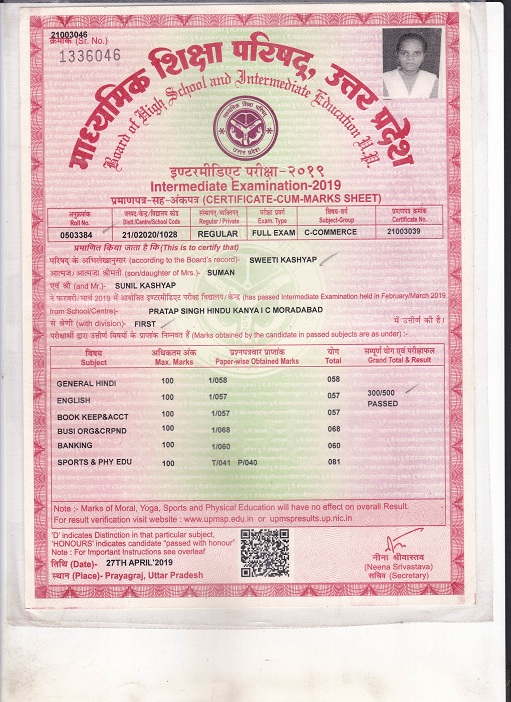 21003046
क्रमांक (Sr. No.)
1336046
माध्यमिक शिक्षा परिषद्, उत्तर प्रदेश
Board of High School and Intermediate Education U.P.
माध्यमिक शिक्षा परिषद
उत्तर प्रदेश
इण्टरमीडिएट परीक्षा-२०१९
Intermediate Examination-2019
प्रमाणपत्र-सह-अंकपत्र (CERTIFICATE-CUM-MARKS SHEET)
अनुक्रमांक जनपद/केन्द्र/विद्यालय कोड संस्थागत/व्यक्तिगत परीक्षा प्रवर्ग विषय-वर्ग प्रमाणपत्र क्रमांक
Roll No. Distt./Centre/School Code Regular / Private Exam. Type Subject-Group Certificate No.
0503384 21/02020/1028 REGULAR FULL EXAM C-COMMERCE 21003039
प्रमाणित किया जाता है कि (This is to certify that)
परिषद के अभिलेखानुसार (according to the Board's record)- SWEETI KASHYAP
आत्मज/आत्मजा श्रीमती (son/daughter of Mrs.)- SUMAN
एवं श्री (and Mr.)- SUNIL KASHYAP
ने फरवरी/मार्च 2019 में आयोजित इण्टरमीडिएट परीक्षा विद्यालय/केन्द्र (has passed Intermediate Examination held in February/March 2019
from School/Centre)- PRATAP SINGH HINDU KANYA I C MORADABAD
से श्रेणी (with division)- FIRST में उत्तीर्ण की है।
परीक्षार्थी द्वारा उत्तीर्ण विषयों के प्राप्तांक निम्नवत हैं (Marks obtained by the candidate in passed subjects are as under) :-
विषय अधिकतम अंक प्रश्नपत्रवार प्राप्तांक योग सम्पूर्ण योग एवं परीक्षाफल
Subject Max. Marks Paper-wise Obtained Marks Total Grand Total & Result
GENERAL HINDI 100 1/058 058
ENGLISH 100 1/057 057 300/500
PASSED
BOOK KEEP&ACCT 100 1/057 057
BUSI ORG&CRPND 100 1/068 068
BANKING 100 1/060 060
SPORTS & PHY EDU 100 T/041 P/040 081
Note :- Marks of Moral, Yoga, Sports and Physical Education will have no effect on overall Result.
For result verification visit website : www.upmsp.edu.in or upmspresults.up.nic.in
'D' indicates Distinction in that particular subject,
'HONOURS' indicates candidate "passed with honour"
Note : For Important Instructions see overleaf
तिथि (Date)- 27TH APRIL'2019
स्थान (Place)- Prayagraj, Uttar Pradesh
नीना श्रीवास्तव
(Neena Srivastava)
सचिव (Secretary)